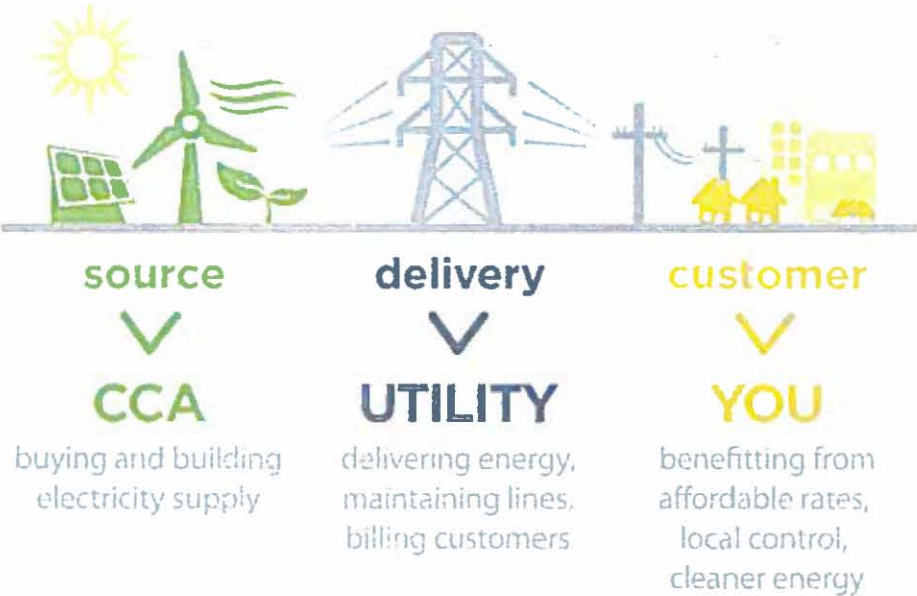 source
delivery
customer
CCA
UTILITY
YOU
buying and building
electricity supply
delivering energy,
maintaining lines,
billing customers
benefitting from
affordable rates,
local control,
cleaner energy